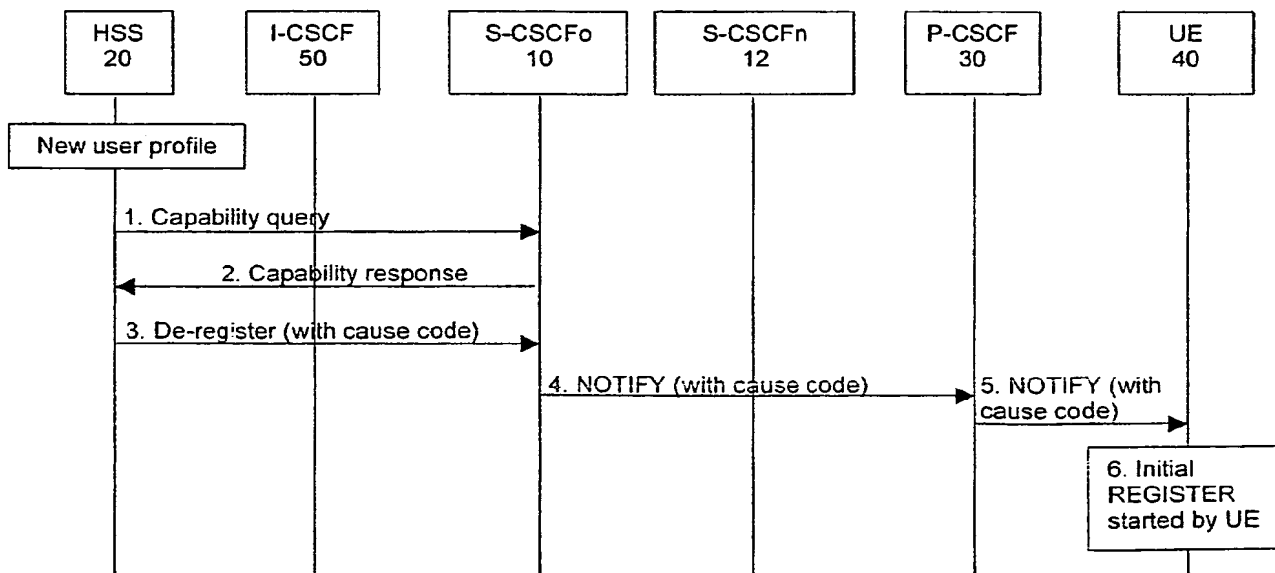 HSS
20
I-CSCF
50
S-CSCFo
10
S-CSCFn
12
P-CSCF
30
UE
40
New user profile
1. Capability query
2. Capability response
3. De-register (with cause code)
4. NOTIFY (with cause code)
5. NOTIFY (with
cause code)
6. Initial
REGISTER
started by UE